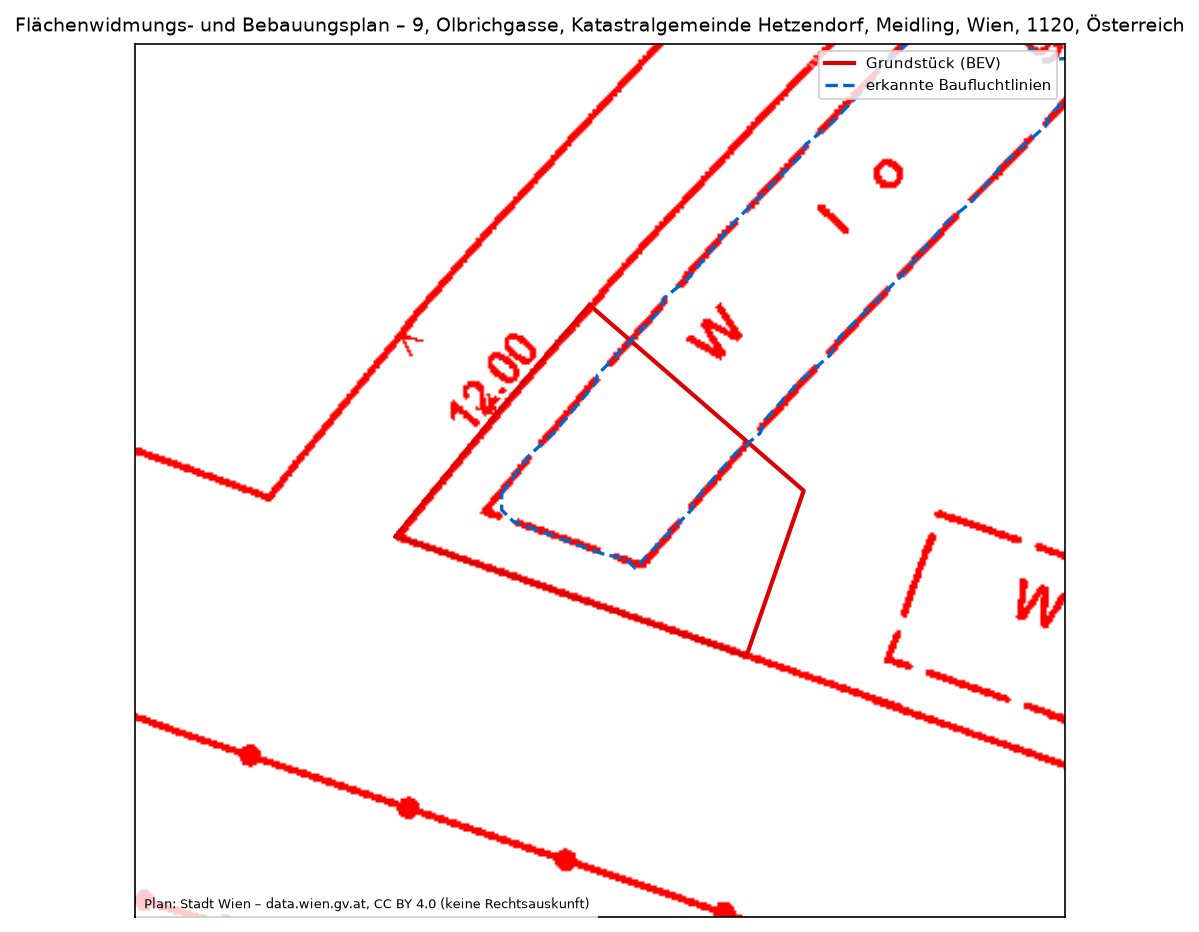 Flächenwidmungs- und Bebauungsplan – 9, Olbrichgasse, Katastralgemeinde Hetzendorf, Meidling, Wien, 1120, Österreich
Grundstück (BEV)
erkannte Baufluchtlinien
W I o
12.00
W
Plan: Stadt Wien – data.wien.gv.at, CC BY 4.0 (keine Rechtsauskunft)